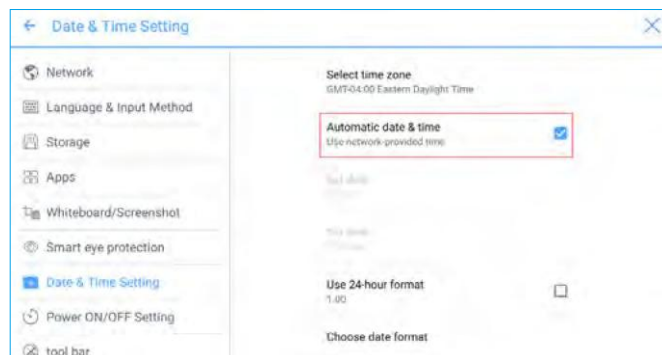 Date & Time Setting
Network
Language & Input Method
Storage
Apps
Whiteboard/Screenshot
Smart eye protection
Date & Time Setting
Power ON/OFF Setting
tool bar
Select time zone
GMT-04:00 Eastern Daylight Time
Automatic date & time
Use network-provided time
Set date
Use 24-hour format
1:00
Choose date format